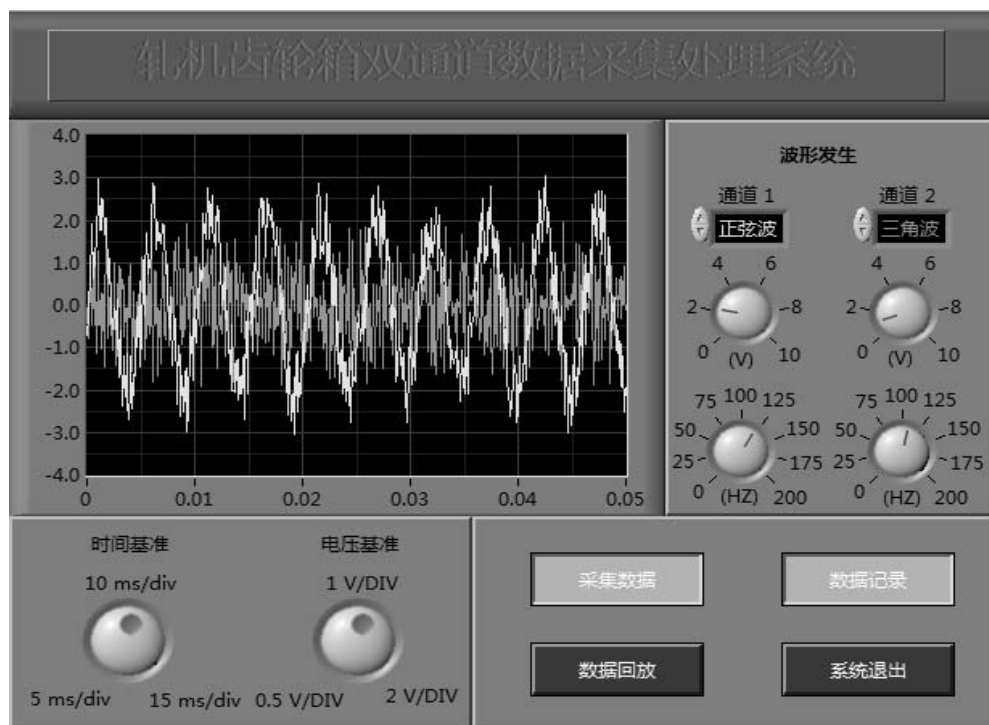 轧机齿轮箱双通道数据采集处理系统
4.0
3.0
2.0
1.0
0.0
-1.0
-2.0
-3.0
-4.0
0 0.01 0.02 0.03 0.04 0.05
波形发生
通道 1 通道 2
正弦波 三角波
4 6 4 6
2 8 2 8
0 (V) 10 0 (V) 10
75 100 125 75 100 125
50 150 50 150
25 175 25 175
0 (HZ) 200 0 (HZ) 200
时间基准 电压基准
10 ms/div 1 V/DIV
5 ms/div 15 ms/div 0.5 V/DIV 2 V/DIV
采集数据 数据记录
数据回放 系统退出